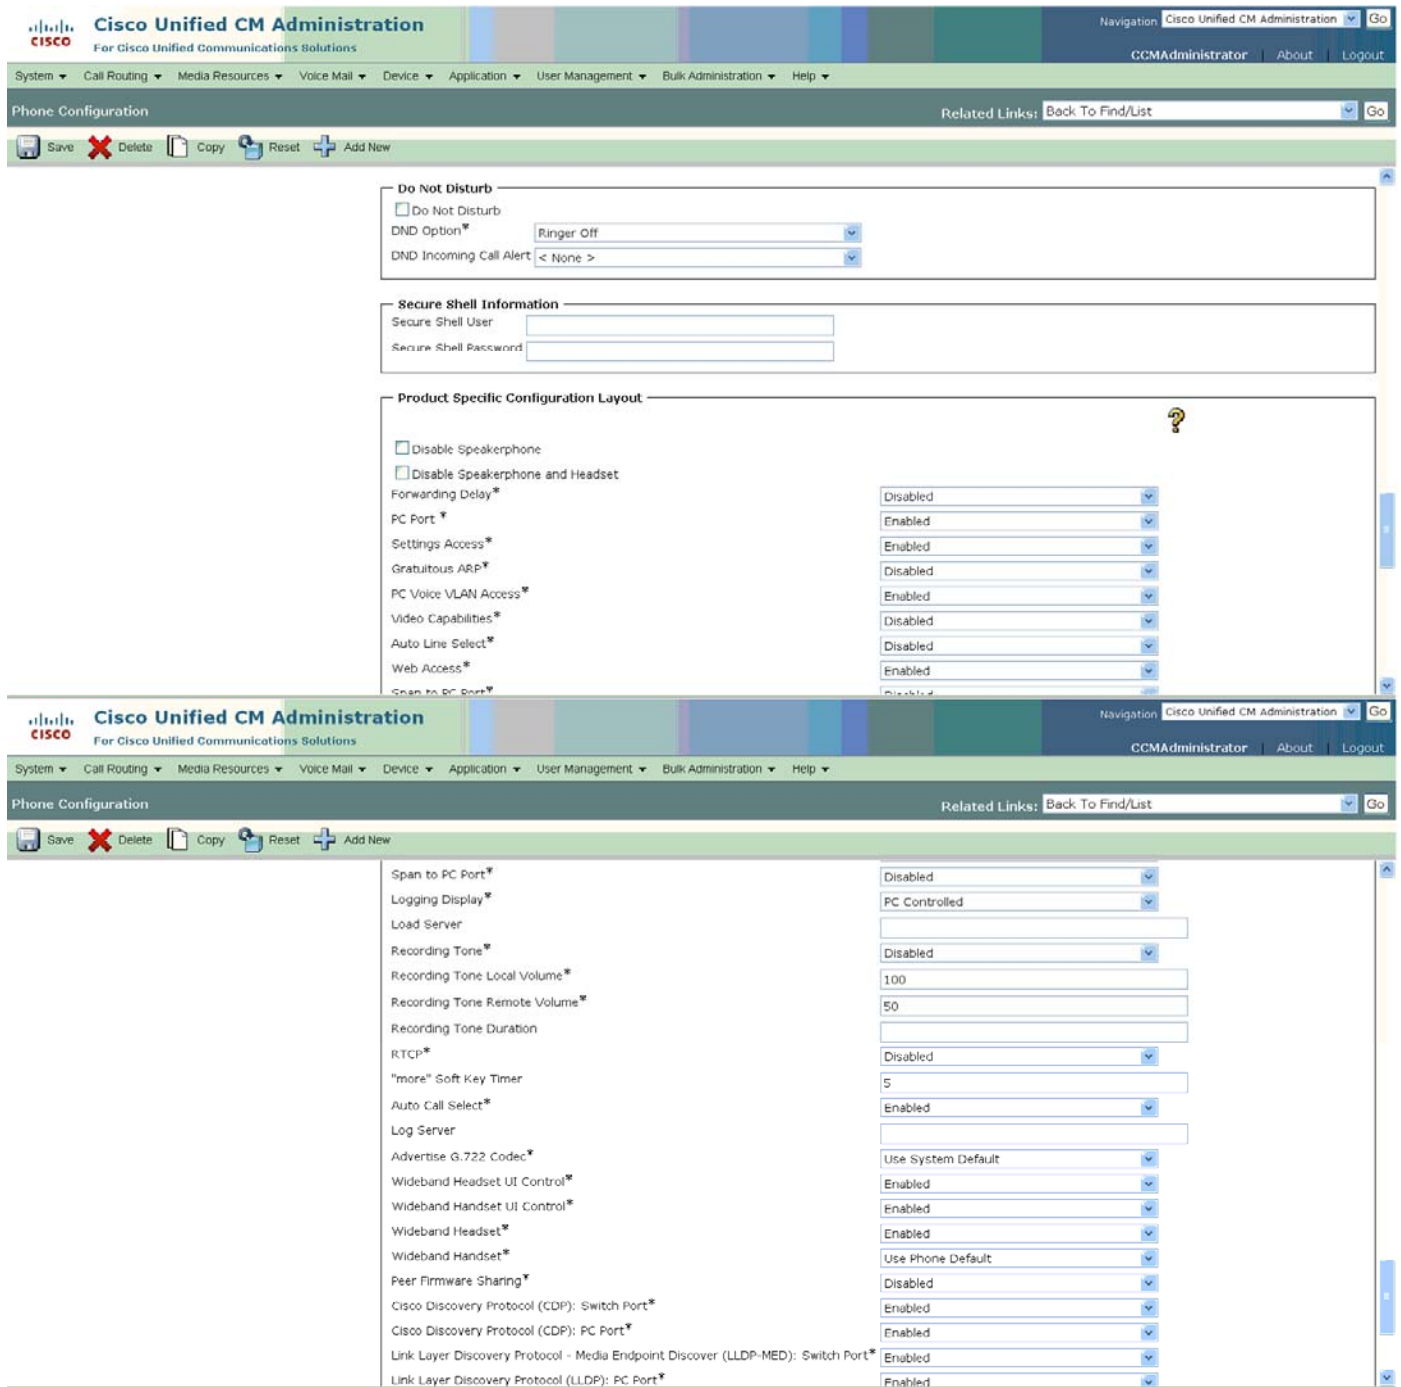 Cisco Unified CM Administration
For Cisco Unified Communications Solutions
CISCO
Navigation Cisco Unified CM Administration Go
CCMAdministrator About Logout
System Call Routing Media Resources Voice Mail Device Application User Management Bulk Administration Help
Phone Configuration
Related Links: Back To Find/List Go
Save Delete Copy Reset Add New
Do Not Disturb
Do Not Disturb
DND Option* Ringer Off
DND Incoming Call Alert < None >
Secure Shell Information
Secure Shell User
Secure Shell Password
Product Specific Configuration Layout
?
Disable Speakerphone
Disable Speakerphone and Headset
Forwarding Delay* Disabled
PC Port * Enabled
Settings Access* Enabled
Gratuitous ARP* Disabled
PC Voice VLAN Access* Enabled
Video Capabilities* Disabled
Auto Line Select* Disabled
Web Access* Enabled
Span to PC Port* Disabled
Cisco Unified CM Administration
For Cisco Unified Communications Solutions
CISCO
Navigation Cisco Unified CM Administration Go
CCMAdministrator About Logout
System Call Routing Media Resources Voice Mail Device Application User Management Bulk Administration Help
Phone Configuration
Related Links: Back To Find/List Go
Save Delete Copy Reset Add New
Span to PC Port* Disabled
Logging Display* PC Controlled
Load Server
Recording Tone* Disabled
Recording Tone Local Volume* 100
Recording Tone Remote Volume* 50
Recording Tone Duration
RTCP* Disabled
"more" Soft Key Timer 5
Auto Call Select* Enabled
Log Server
Advertise G.722 Codec* Use System Default
Wideband Headset UI Control* Enabled
Wideband Handset UI Control* Enabled
Wideband Headset* Enabled
Wideband Handset* Use Phone Default
Peer Firmware Sharing* Disabled
Cisco Discovery Protocol (CDP): Switch Port* Enabled
Cisco Discovery Protocol (CDP): PC Port* Enabled
Link Layer Discovery Protocol - Media Endpoint Discover (LLDP-MED): Switch Port* Enabled
Link Layer Discovery Protocol (LLDP): PC Port* Enabled